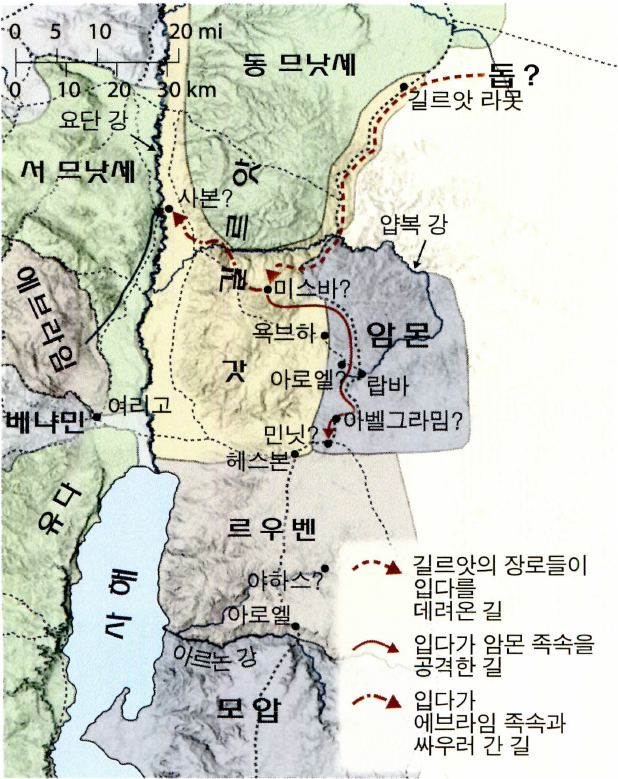 0 5 10 20 mi
0 10 20 30 km
동 므낫세
돕?
길르앗 라못
요단 강
서 므낫세
사본?
길르앗
얍복 강
에브라임
미스바?
욕브하
암몬
갓
아로엘?
랍바
여리고
베냐민
아벨그라밈?
민닛?
헤스본
유다
르우벤
사해
야하스?
아로엘
아르논 강
모압
길르앗의 장로들이
입다를
데려온 길
입다가 암몬 족속을
공격한 길
입다가
에브라임 족속과
싸우러 간 길